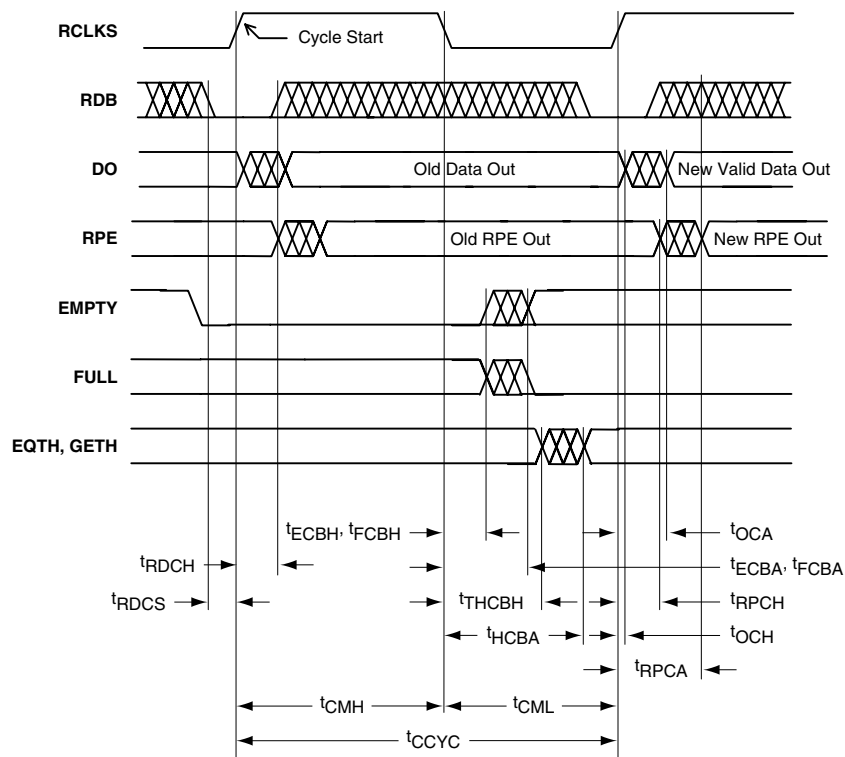 RCLKS
Cycle Start
RDB
DO
Old Data Out
New Valid Data Out
RPE
Old RPE Out
New RPE Out
EMPTY
FULL
EQTH, GETH
tECBH, tFCBH
tOCA
tRDCH
tECBA, tFCBA
tRDCS
tTHCBH
tRPCH
tHCBA
tOCH
tRPCA
tCMH
tCML
tCCYC